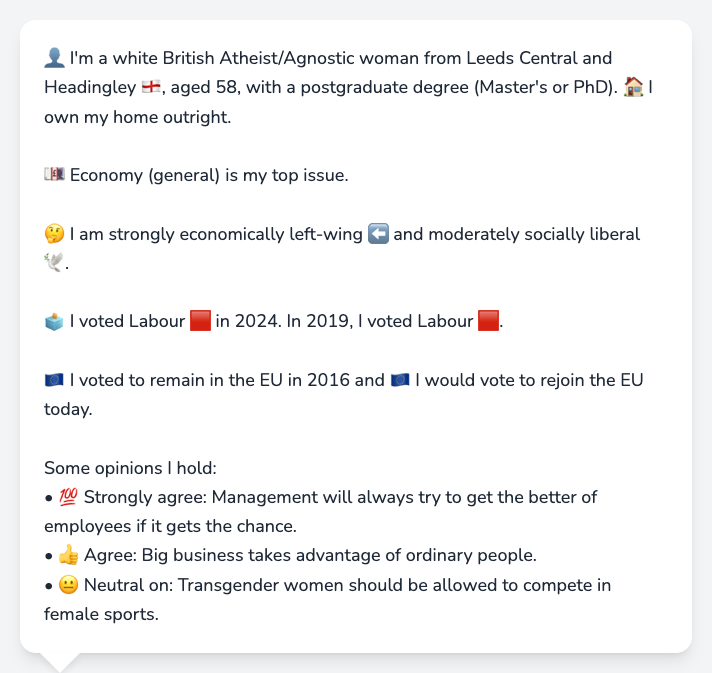 👤 I'm a white British Atheist/Agnostic woman from Leeds Central and
Headingley 🏴󠁧󠁢󠁥󠁮󠁧󠁿, aged 58, with a postgraduate degree (Master's or PhD). 🏠 I
own my home outright.
💷 Economy (general) is my top issue.
🤔 I am strongly economically left-wing ⬅️ and moderately socially liberal
🕊️.
🗳️ I voted Labour 🟥 in 2024. In 2019, I voted Labour 🟥.
🇪🇺 I voted to remain in the EU in 2016 and 🇪🇺 I would vote to rejoin the EU
today.
Some opinions I hold:
• 💯 Strongly agree: Management will always try to get the better of
employees if it gets the chance.
• 👍 Agree: Big business takes advantage of ordinary people.
• 😐 Neutral on: Transgender women should be allowed to compete in
female sports.